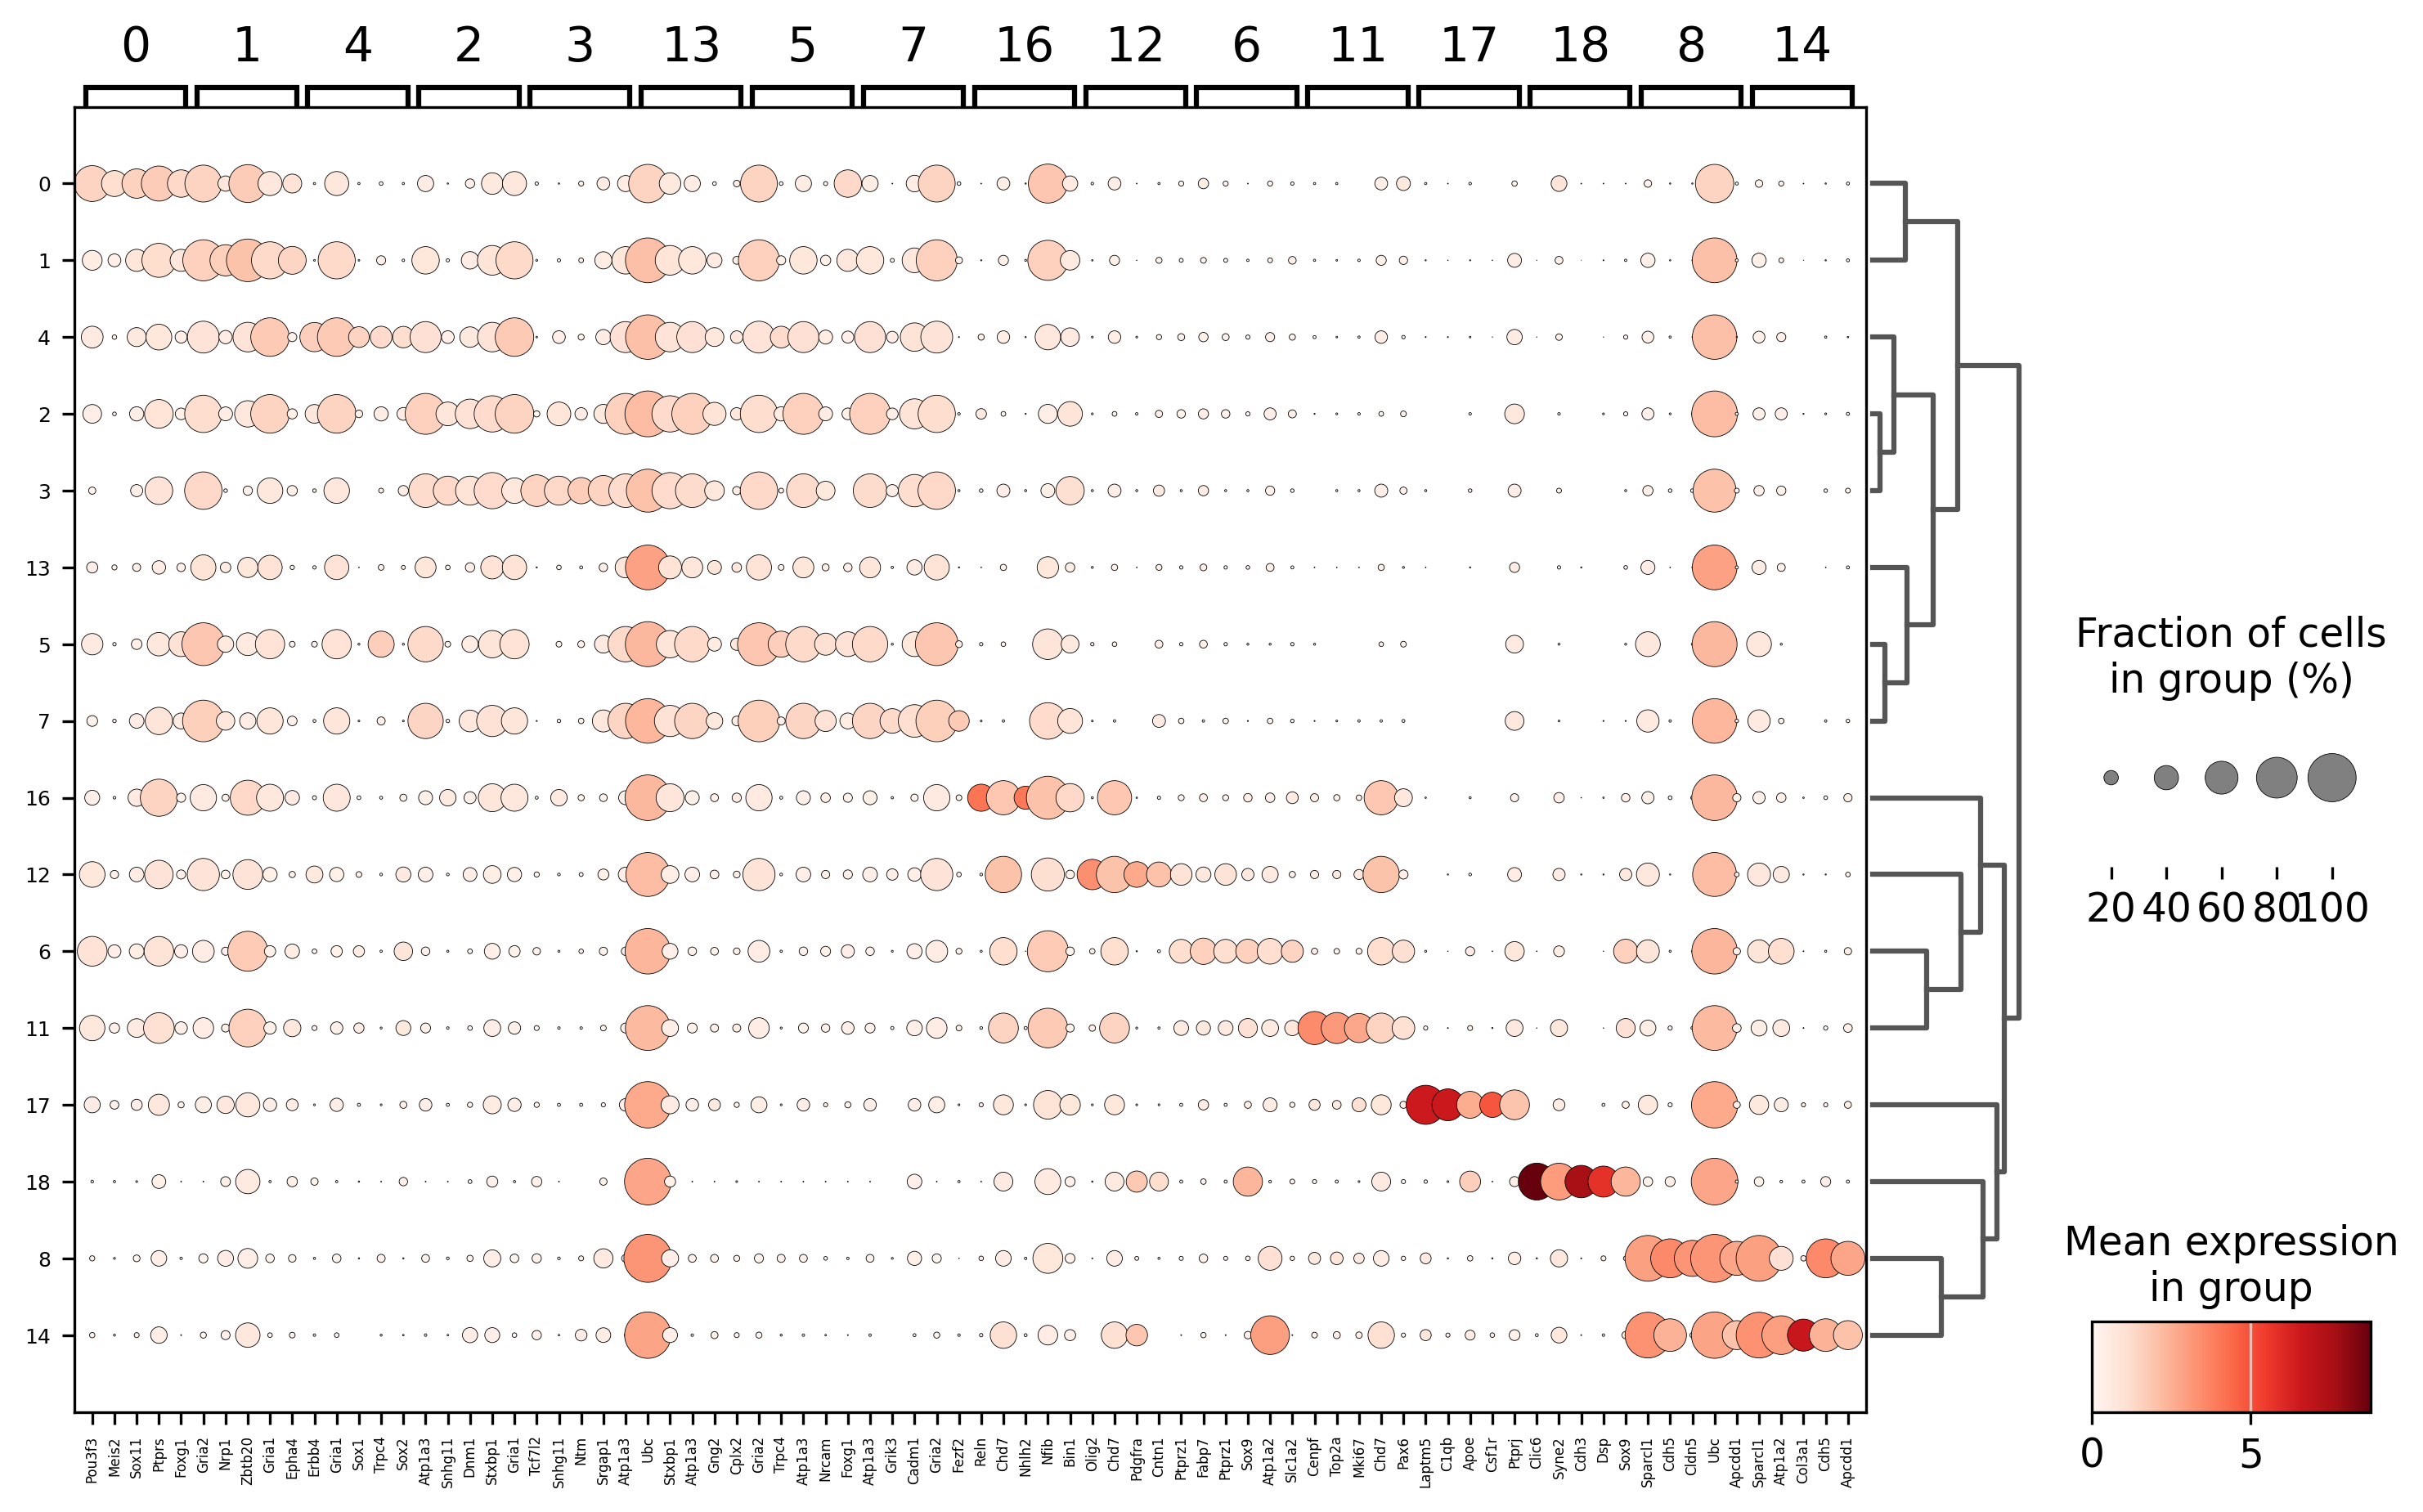 0 1 4 2 3 13 5 7 16 12 6 11 17 18 8 14
0
1
4
2
3
13
5
7
16
12
6
11
17
18
8
14
Pou3f3 Meis2 Sox11 Ptprs Foxg1 Gria2 Nrp1 Zbtb20 Gria1 Epha4 Erbb4 Gria1 Sox1 Trpc4 Sox2 Atp1a3 Snhg11 Dnm1 Stxbp1 Gria1 Tcf7l2 Snhg11 Ntm Srgap1 Atp1a3 Ubc Stxbp1 Atp1a3 Gng2 Cplx2 Gria2 Trpc4 Atp1a3 Nrcam Foxg1 Atp1a3 Grik3 Cadm1 Gria2 Fezf2 Reln Chd7 Nhlh2 Nfib Bin1 Olig2 Chd7 Pdgfra Cntn1 Ptprz1 Fabp7 Ptprz1 Sox9 Atp1a2 Slc1a2 Cenpf Top2a Mki67 Chd7 Pax6 Laptm5 C1qb Apoe Csf1r Ptprj Clic6 Syne2 Cdh3 Dsp Sox9 Sparcl1 Cdh5 Cldn5 Ubc Apcdd1 Sparcl1 Atp1a2 Col3a1 Cdh5 Apcdd1
Fraction of cells
in group (%)
20 40 60 80 100
Mean expression
in group
0 5